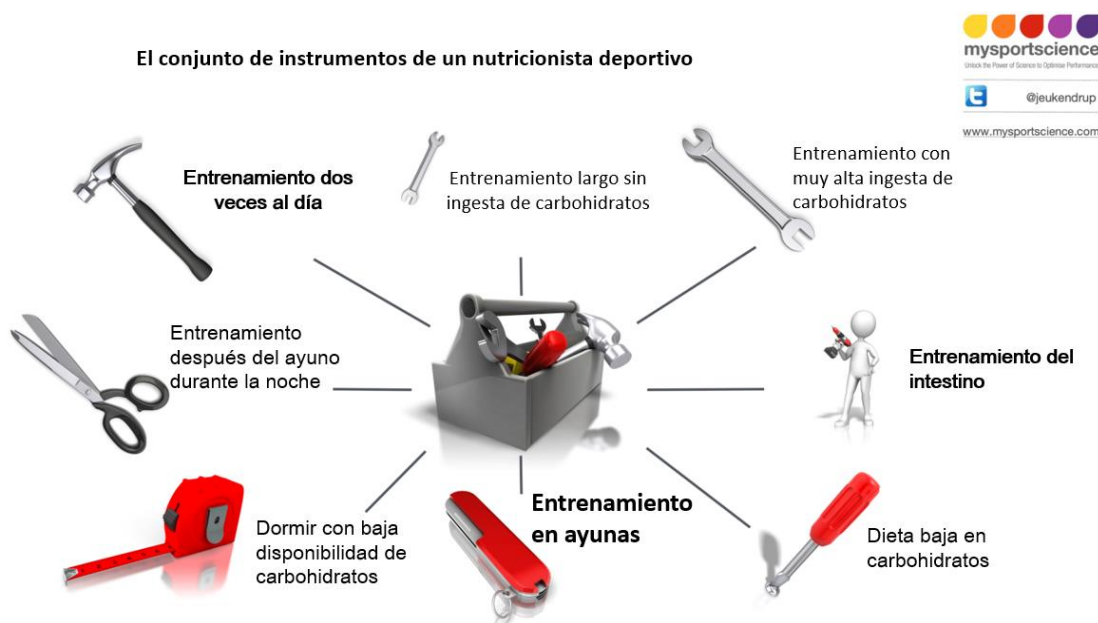 El conjunto de instrumentos de un nutricionista deportivo
mysportscience
Unlock the Power of Science to Optimise Performance
@jeukendrup
www.mysportscience.com
Entrenamiento dos
veces al día
Entrenamiento largo sin
ingesta de carbohidratos
Entrenamiento con
muy alta ingesta de
carbohidratos
Entrenamiento
después del ayuno
durante la noche
Entrenamiento del
intestino
Dormir con baja
disponibilidad de
carbohidratos
Entrenamiento
en ayunas
Dieta baja en
carbohidratos